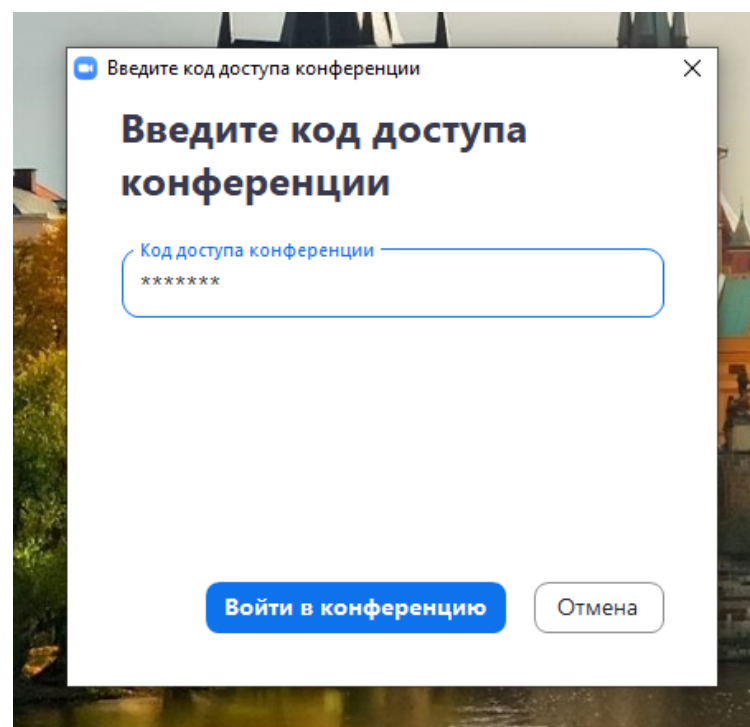 Введите код доступа конференции
Введите код доступа
конференции
Код доступа конференции
*******
Войти в конференцию
Отмена